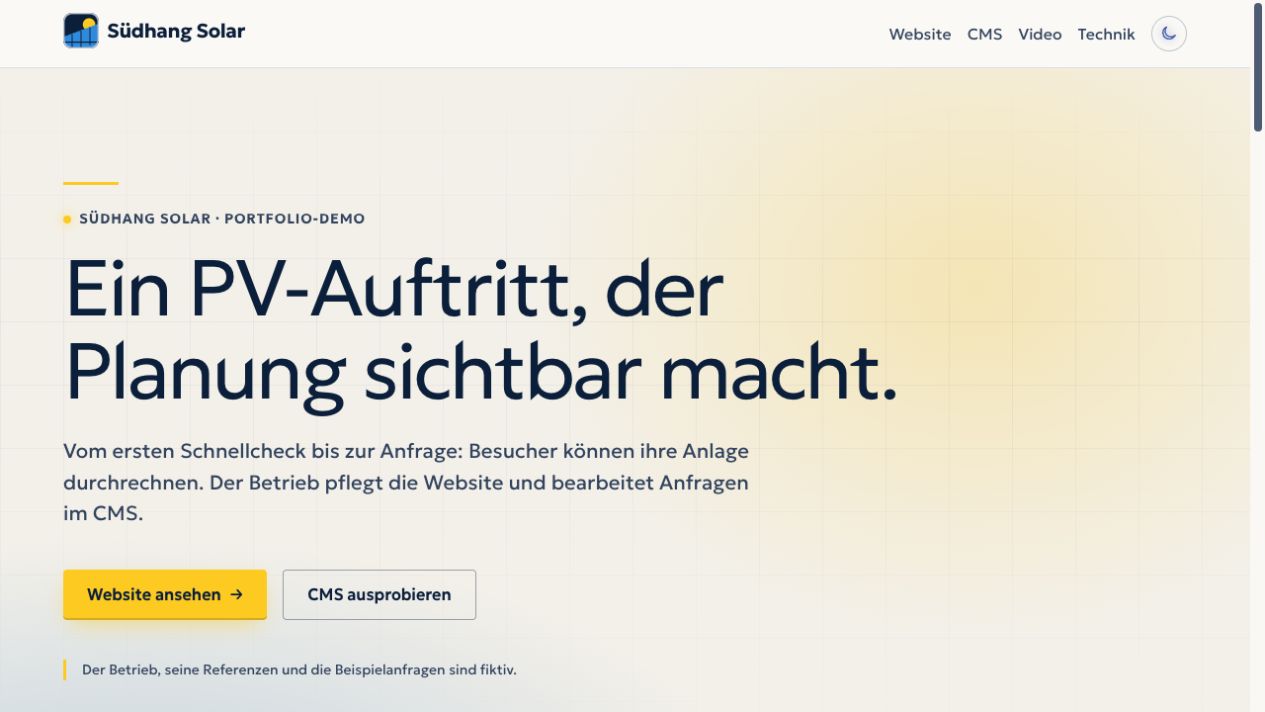 Südhang Solar
Website CMS Video Technik
SÜDHANG SOLAR · PORTFOLIO-DEMO
Ein PV-Auftritt, der
Planung sichtbar macht.
Vom ersten Schnellcheck bis zur Anfrage: Besucher können ihre Anlage
durchrechnen. Der Betrieb pflegt die Website und bearbeitet Anfragen
im CMS.
Website ansehen →
CMS ausprobieren
Der Betrieb, seine Referenzen und die Beispielanfragen sind fiktiv.